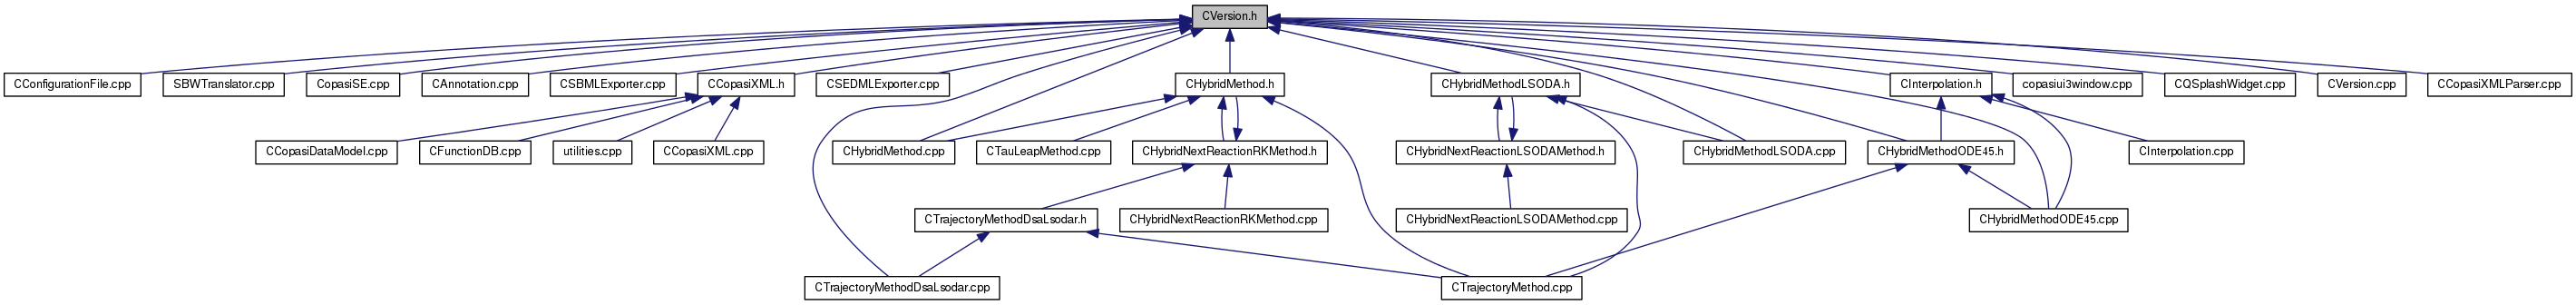 CVersion.h
CConfigurationFile.cpp
SBWTranslator.cpp
CopasiSE.cpp
CAnnotation.cpp
CSBMLExporter.cpp
CCopasiXML.h
CSEDMLExporter.cpp
CHybridMethod.h
CHybridMethodLSODA.h
CInterpolation.h
copasiui3window.cpp
CQSplashWidget.cpp
CVersion.cpp
CCopasiXMLParser.cpp
CCopasiDataModel.cpp
CFunctionDB.cpp
utilities.cpp
CCopasiXML.cpp
CHybridMethod.cpp
CTauLeapMethod.cpp
CHybridNextReactionRKMethod.h
CHybridNextReactionLSODAMethod.h
CHybridMethodLSODA.cpp
CHybridMethodODE45.h
CInterpolation.cpp
CTrajectoryMethodDsaLsodar.h
CHybridNextReactionRKMethod.cpp
CHybridNextReactionLSODAMethod.cpp
CHybridMethodODE45.cpp
CTrajectoryMethodDsaLsodar.cpp
CTrajectoryMethod.cpp